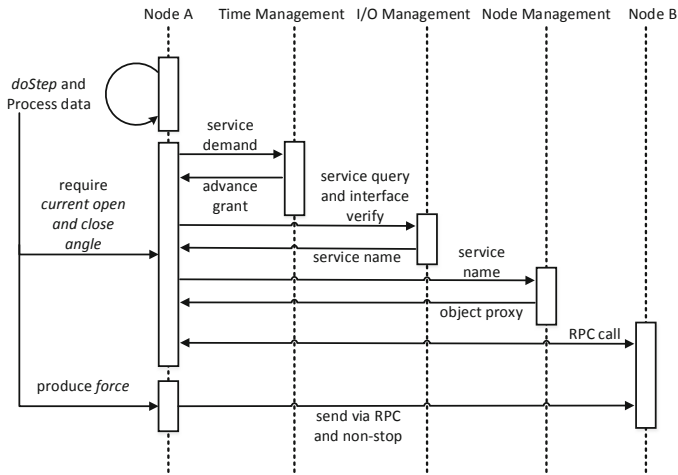 Node A
Time Management
I/O Management
Node Management
Node B
doStep and
Process data
service
demand
advance
grant
require
current open
and close
angle
service query
and interface
verify
service name
service
name
object proxy
RPC call
produce force
send via RPC
and non-stop